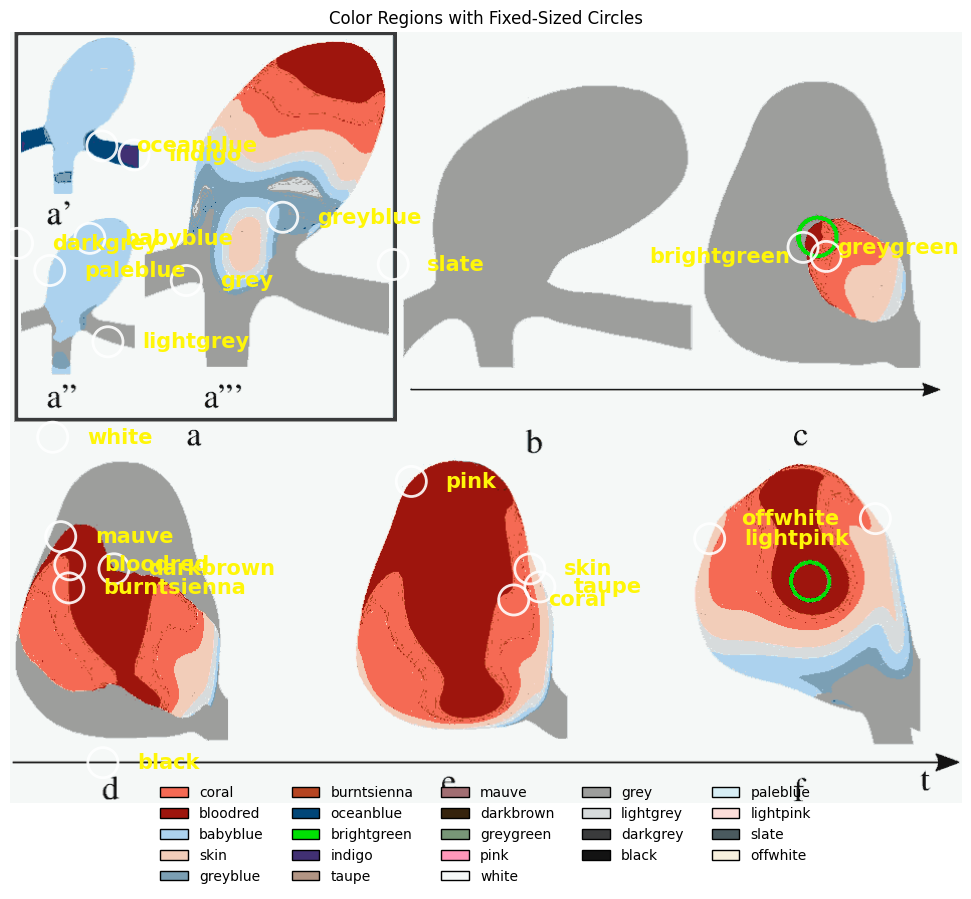 Color Regions with Fixed-Sized Circles
oceanblue
indigo
a’
greyblue
darkgrey
babyblue
paleblue
slate
grey
brightgreen
greygreen
lightgrey
a’’
a’’’
white
a
b
c
pink
mauve
offwhite
lightpink
bloodred
darkbrown
burntsienna
skin
taupe
coral
black
d
e
f
t
coral
burntsienna
mauve
grey
paleblue
bloodred
oceanblue
darkbrown
lightgrey
lightpink
babyblue
brightgreen
greygreen
darkgrey
slate
skin
indigo
pink
black
offwhite
greyblue
taupe
white